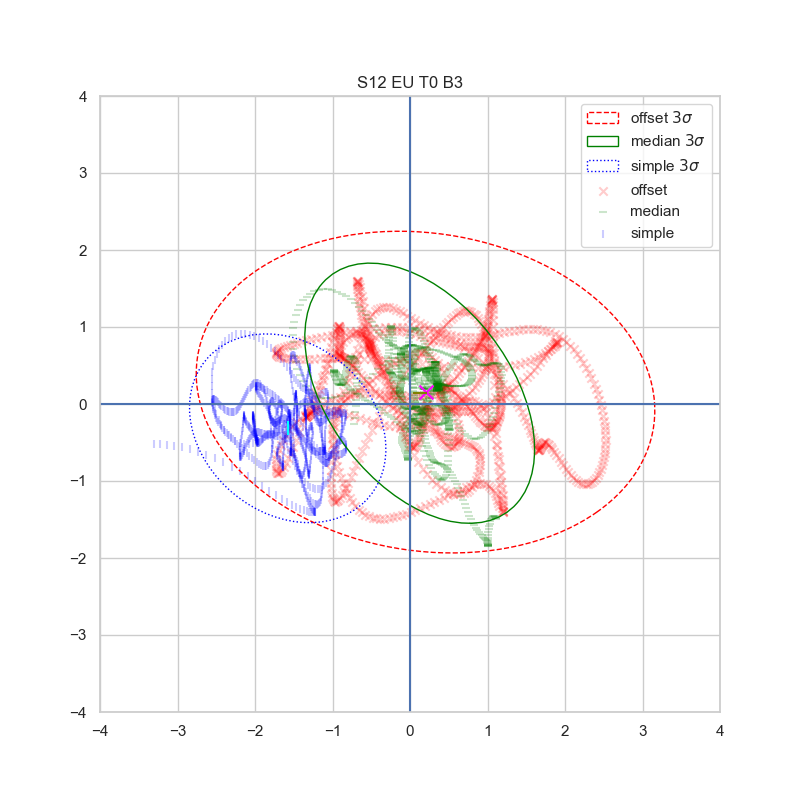 S12 EU T0 B3
offset 3σ
median 3σ
simple 3σ
offset
median
simple
4
3
2
1
0
−1
−2
−3
−4
−4 −3 −2 −1 0 1 2 3 4